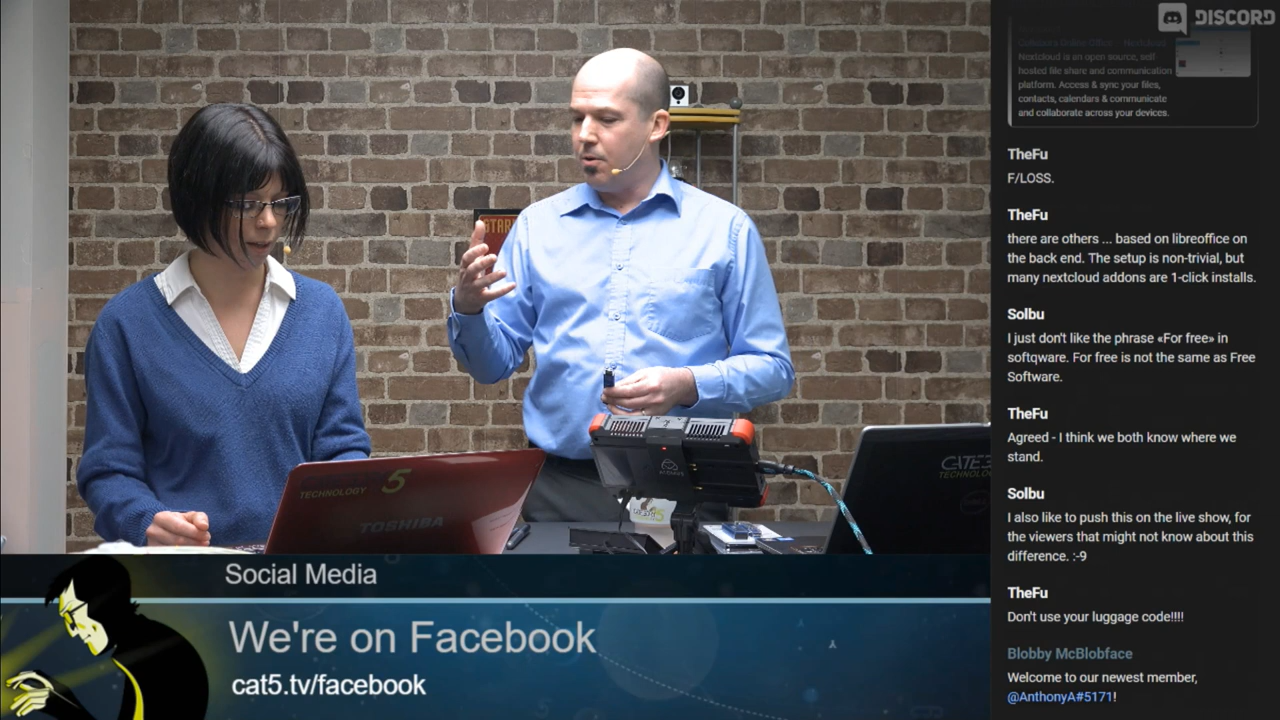 DISCORD
Nextcloud is an open source, self
hosted file share and communication
platform. Access & sync your files,
contacts, calendars & communicate
and collaborate across your devices.
TheFu
F/LOSS.
TheFu
there are others ... based on libreoffice on
the back end. The setup is non-trivial, but
many nextcloud addons are 1-click installs.
Solbu
I just don't like the phrase «For free» in
softqware. For free is not the same as Free
Software.
TheFu
Agreed - I think we both know where we
stand.
Solbu
I also like to push this on the live show, for
the viewers that might not know about this
difference. :-9
TheFu
Don't use your luggage code!!!!
Blobby McBlobface
Welcome to our newest member,
@AnthonyA#5171!
TECHNOLOGY 5
TOSHIBA
Social Media
We're on Facebook
cat5.tv/facebook